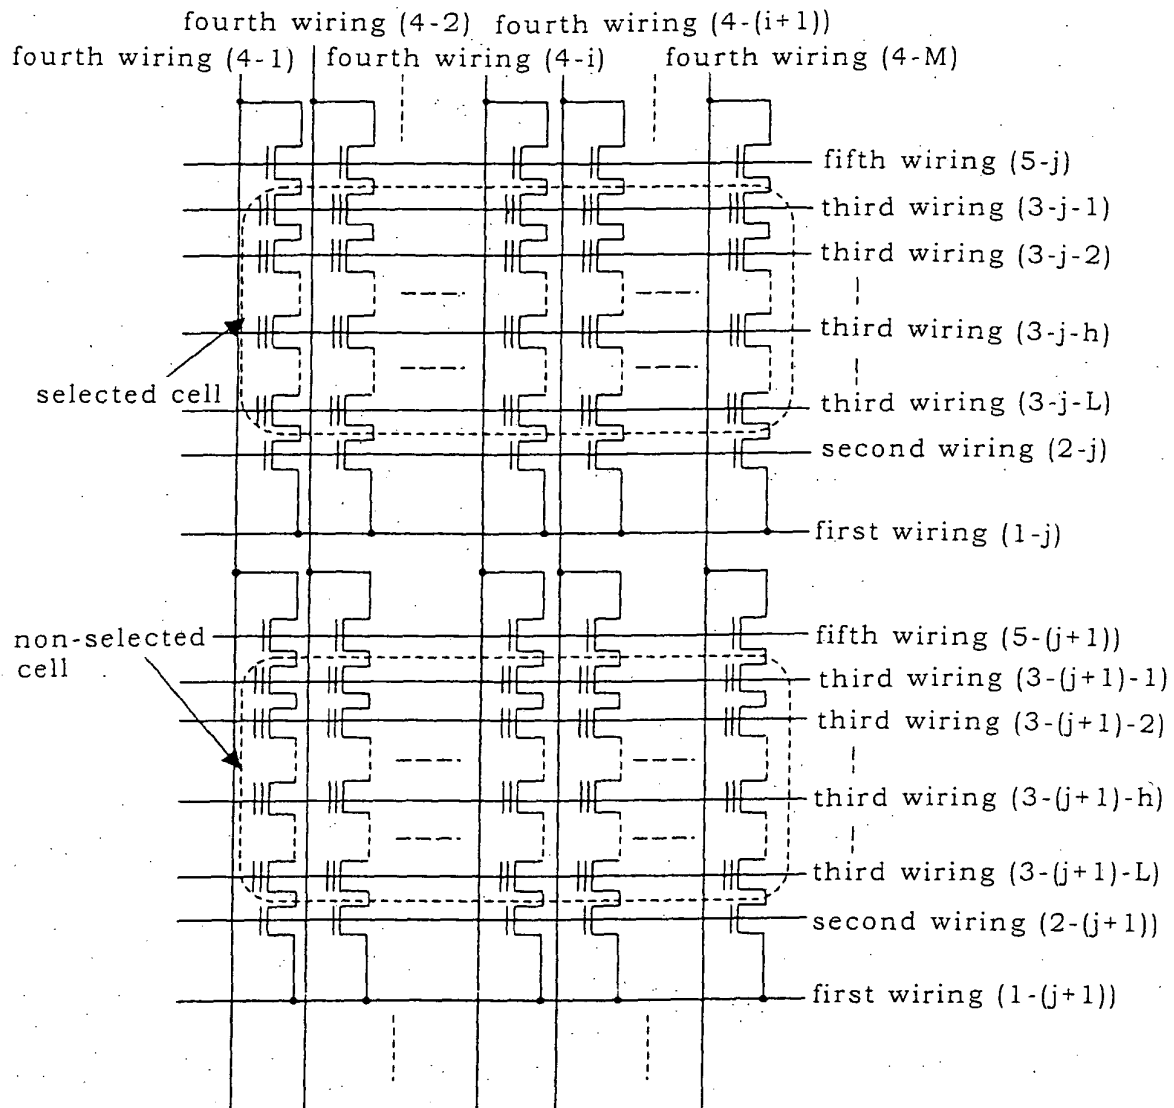 fourth wiring (4-2) fourth wiring (4-(i+1))
fourth wiring (4-1) fourth wiring (4-i) fourth wiring (4-M)
fifth wiring (5-j)
third wiring (3-j-1)
third wiring (3-j-2)
third wiring (3-j-h)
selected cell
third wiring (3-j-L)
second wiring (2-j)
first wiring (1-j)
non-selected
cell
fifth wiring (5-(j+1))
third wiring (3-(j+1)-1)
third wiring (3-(j+1)-2)
third wiring (3-(j+1)-h)
third wiring (3-(j+1)-L)
second wiring (2-(j+1))
first wiring (1-(j+1))